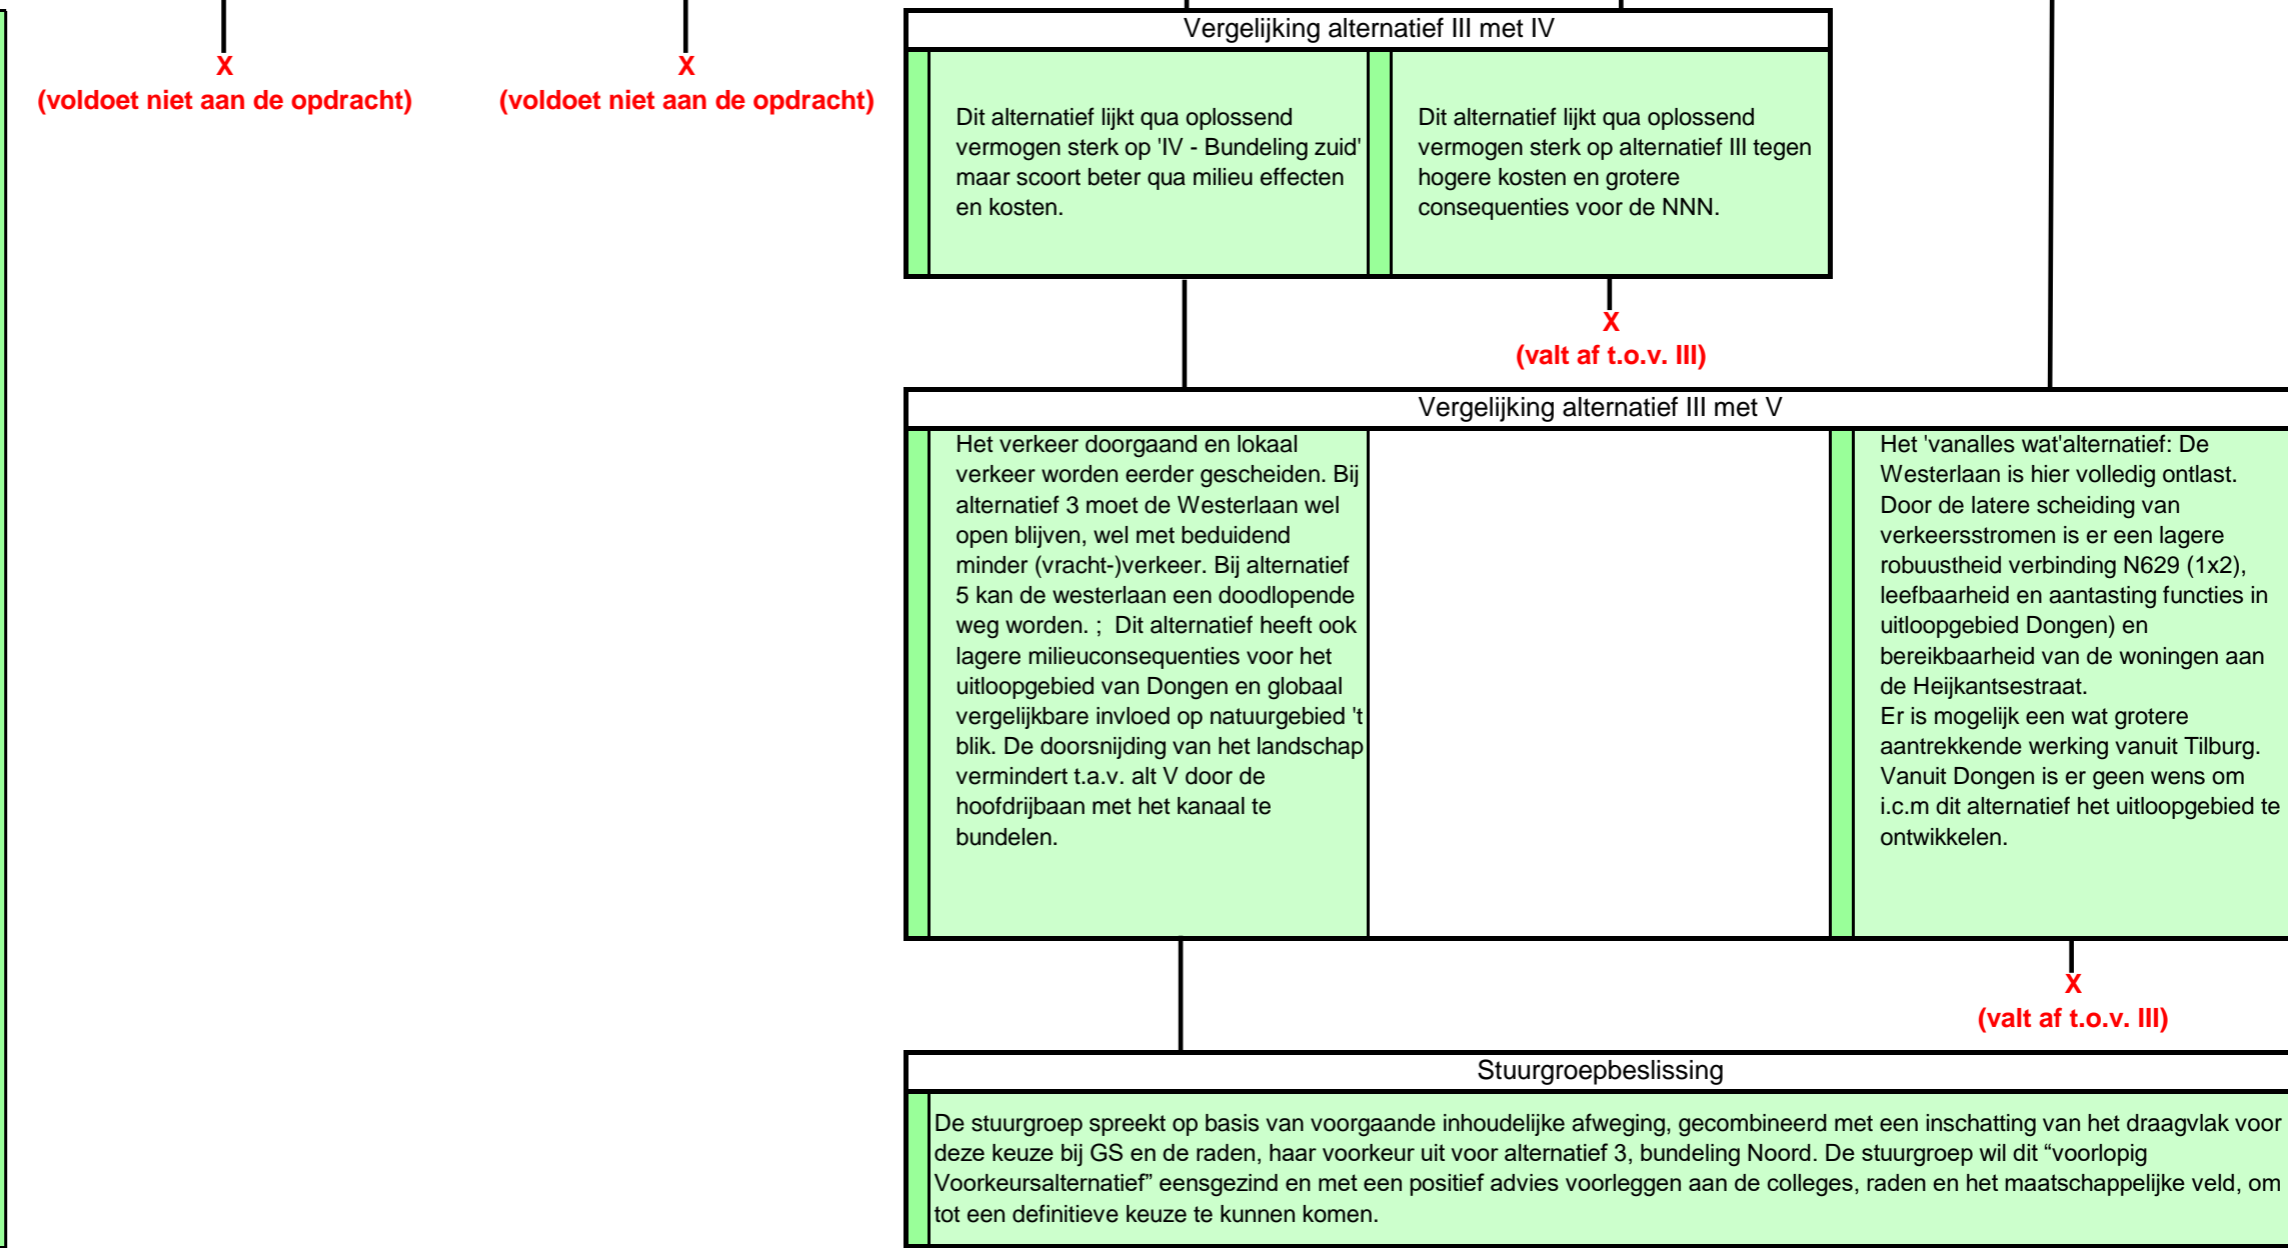 X
(voldoet niet aan de opdracht)
X
(voldoet niet aan de opdracht)
Vergelijking alternatief III met IV
Dit alternatief lijkt qua oplossend
vermogen sterk op 'IV - Bundeling zuid'
maar scoort beter qua milieu effecten
en kosten.
Dit alternatief lijkt qua oplossend
vermogen sterk op alternatief III tegen
hogere kosten en grotere
consequenties voor de NNN.
X
(valt af t.o.v. III)
Vergelijking alternatief III met V
Het verkeer doorgaand en lokaal
verkeer worden eerder gescheiden. Bij
alternatief 3 moet de Westerlaan wel
open blijven, wel met beduidend
minder (vracht-)verkeer. Bij alternatief
5 kan de westerlaan een doodlopende
weg worden. ;  Dit alternatief heeft ook
lagere milieuconsequenties voor het
uitloopgebied van Dongen en globaal
vergelijkbare invloed op natuurgebied 't
blik. De doorsnijding van het landschap
vermindert t.a.v. alt V door de
hoofdrijbaan met het kanaal te
bundelen.
Het 'vanalles wat'alternatief: De
Westerlaan is hier volledig ontlast.
Door de latere scheiding van
verkeersstromen is er een lagere
robuustheid verbinding N629 (1x2),
leefbaarheid en aantasting functies in
uitloopgebied Dongen) en
bereikbaarheid van de woningen aan
de Heijkantsestraat.
Er is mogelijk een wat grotere
aantrekkende werking vanuit Tilburg.
Vanuit Dongen is er geen wens om
i.c.m dit alternatief het uitloopgebied te
ontwikkelen.
X
(valt af t.o.v. III)
Stuurgroepbeslissing
De stuurgroep spreekt op basis van voorgaande inhoudelijke afweging, gecombineerd met een inschatting van het draagvlak voor
deze keuze bij GS en de raden, haar voorkeur uit voor alternatief 3, bundeling Noord. De stuurgroep wil dit “voorlopig
Voorkeursalternatief” eensgezind en met een positief advies voorleggen aan de colleges, raden en het maatschappelijke veld, om
tot een definitieve keuze te kunnen komen.